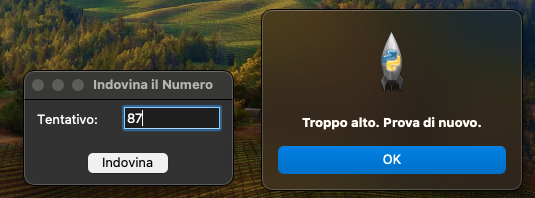 Indovina il Numero
Tentativo: 87
Indovina
Troppo alto. Prova di nuovo.
OK